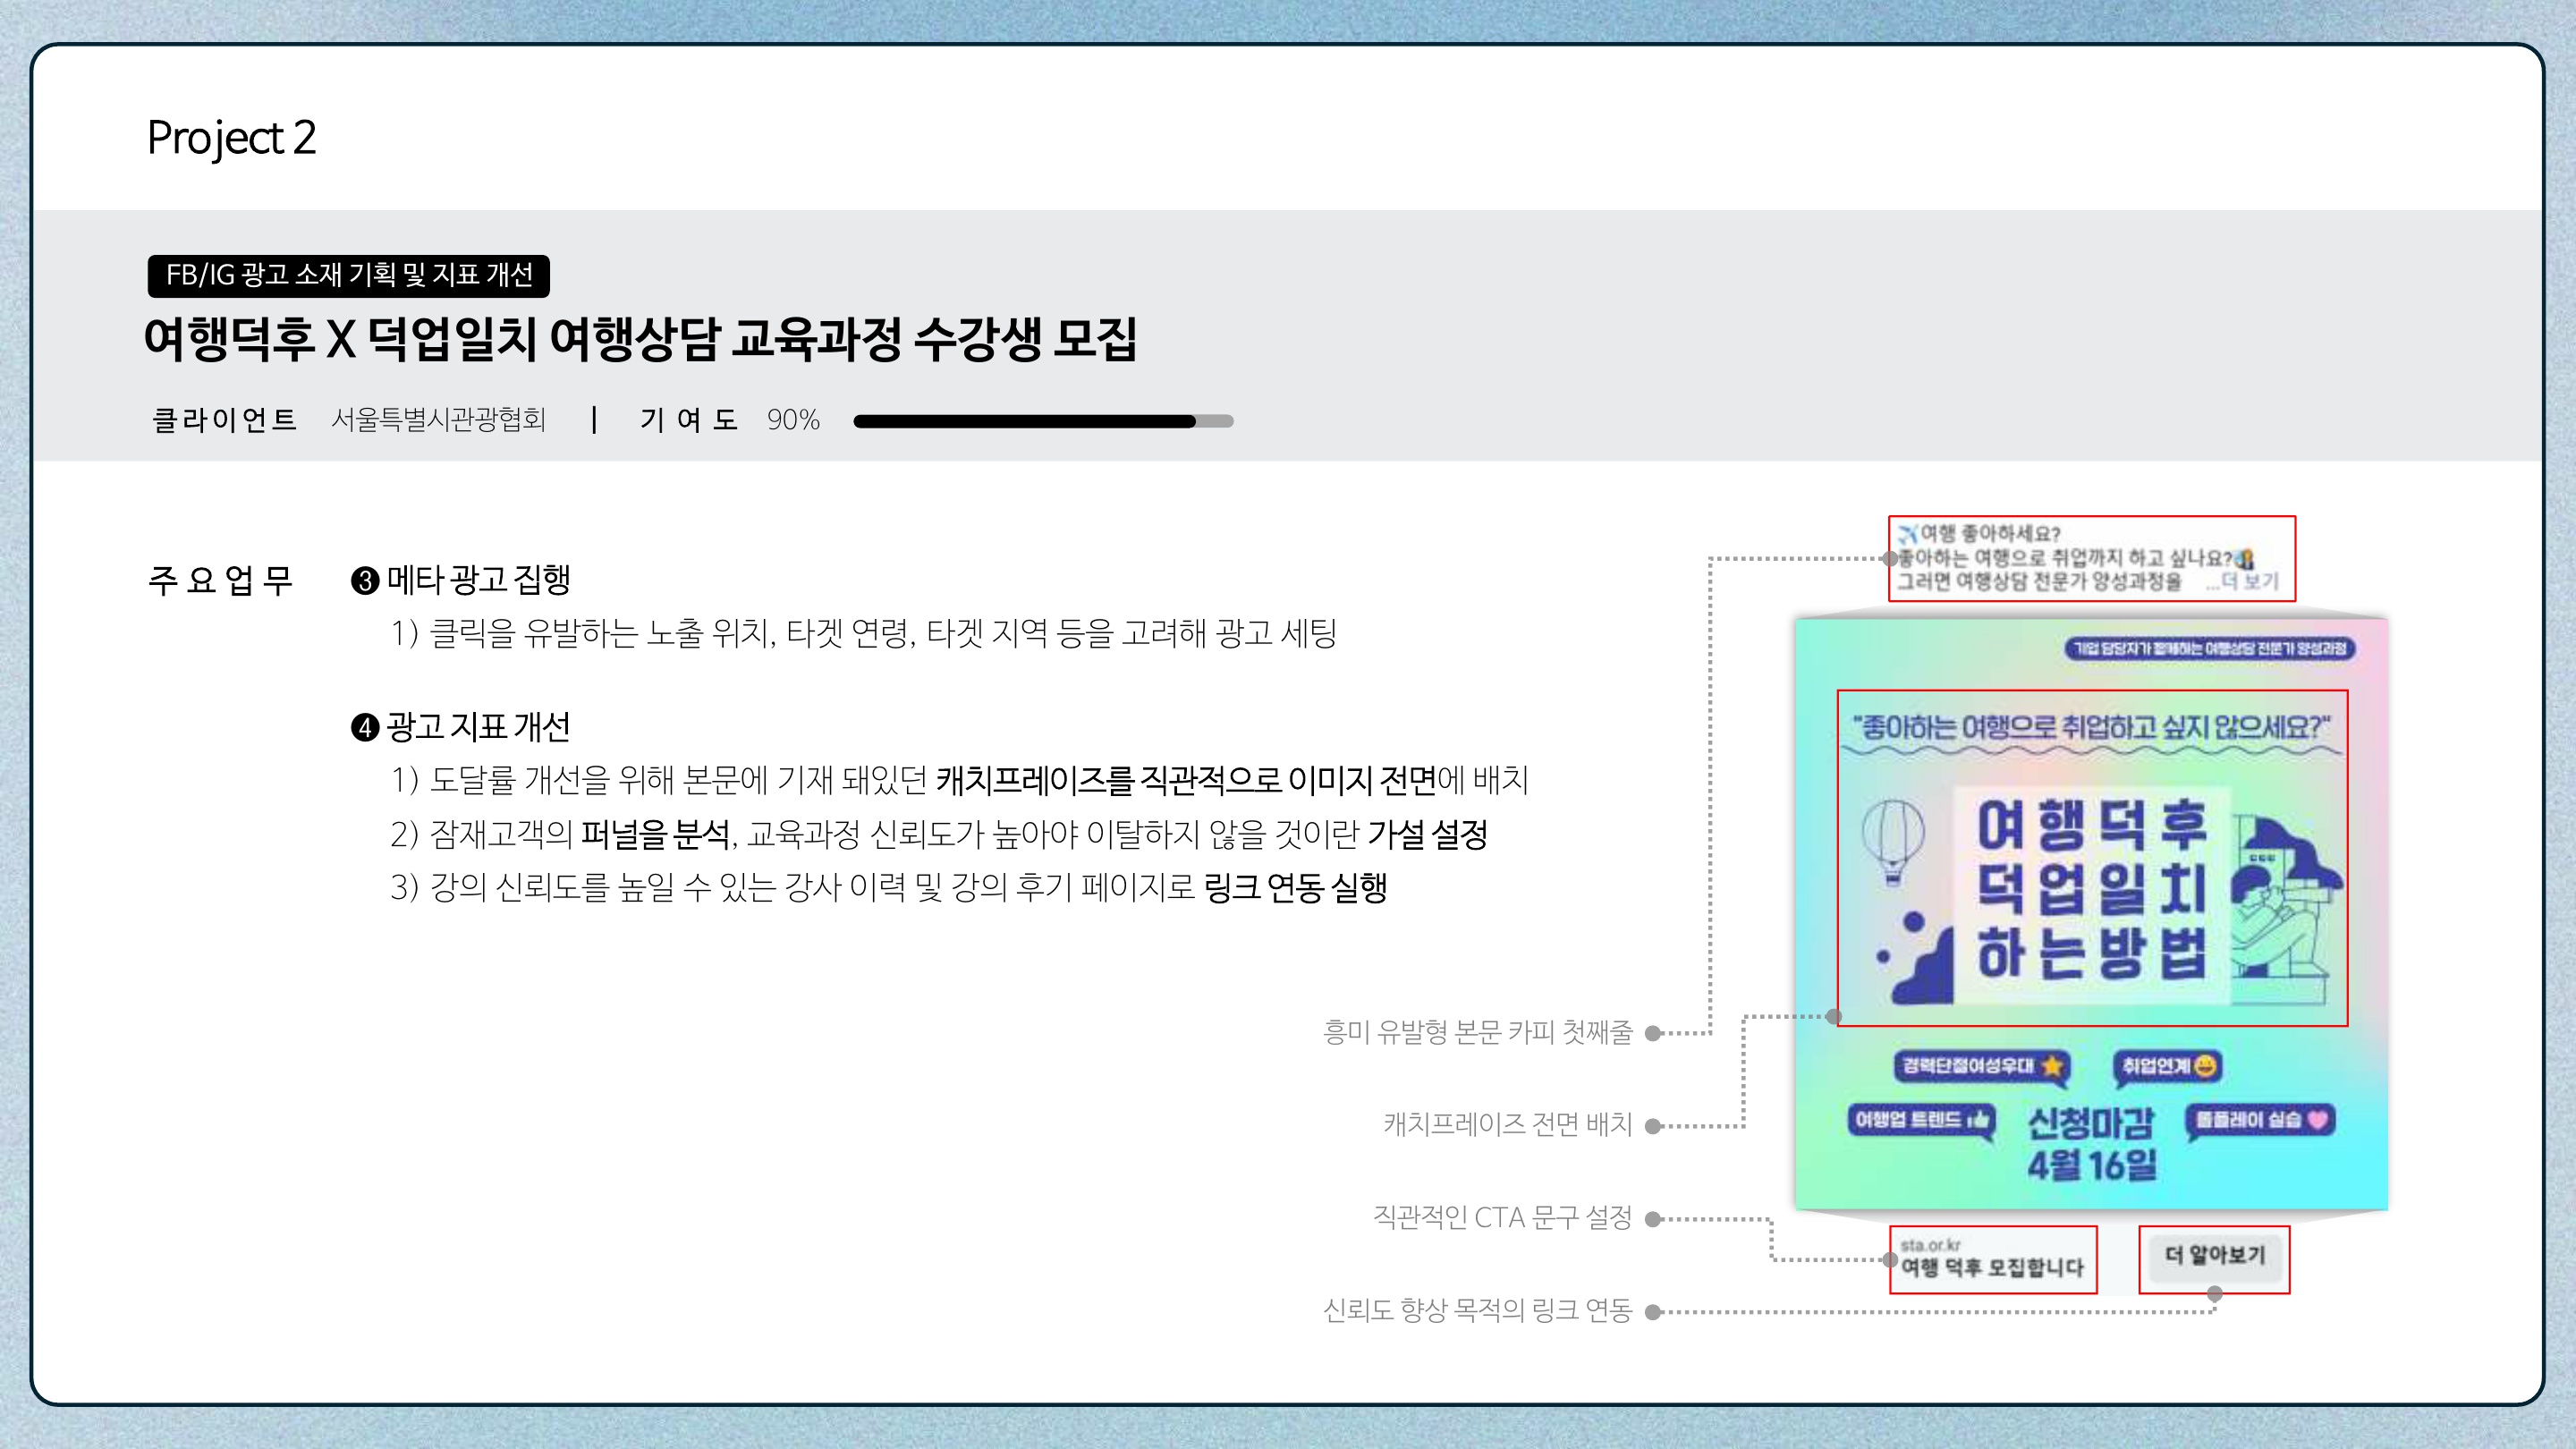 Project 2
FB/IG 광고 소재 기획 및 지표 개선
여행덕후 X 덕업일치 여행상담 교육과정 수강생 모집
클라이언트 서울특별시관광협회 | 기여도 90%
주요업무
❸ 메타 광고 집행
1) 클릭을 유발하는 노출 위치, 타겟 연령, 타겟 지역 등을 고려해 광고 세팅
❹ 광고 지표 개선
1) 도달률 개선을 위해 본문에 기재 돼있던 캐치프레이즈를 직관적으로 이미지 전면에 배치
2) 잠재고객의 퍼널을 분석, 교육과정 신뢰도가 높아야 이탈하지 않을 것이란 가설 설정
3) 강의 신뢰도를 높일 수 있는 강사 이력 및 강의 후기 페이지로 링크 연동 실행
흥미 유발형 본문 카피 첫째줄
캐치프레이즈 전면 배치
직관적인 CTA 문구 설정
신뢰도 향상 목적의 링크 연동
✈️여행 좋아하세요?
좋아하는 여행으로 취업까지 하고 싶나요?
그러면 여행상담 전문가 양성과정을 ...더 보기
기업 담당자가 함께하는 여행상담 전문가 양성과정
"좋아하는 여행으로 취업하고 싶지 않으세요?"
여행덕후
덕업일치
하는방법
경력단절여성우대⭐
취업연계😄
여행업 트렌드👍
롤플레이 실습💗
신청마감
4월 16일
sta.or.kr
여행 덕후 모집합니다
더 알아보기